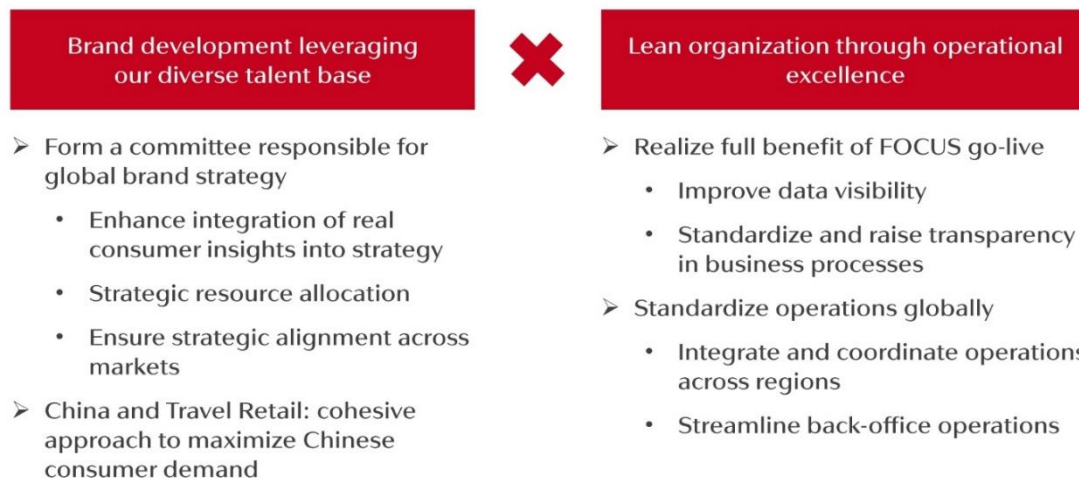 Brand development leveraging
our diverse talent base
Lean organization through operational
excellence
➢ Form a committee responsible for
global brand strategy
• Enhance integration of real
consumer insights into strategy
• Strategic resource allocation
• Ensure strategic alignment across
markets
➢ China and Travel Retail: cohesive
approach to maximize Chinese
consumer demand
➢ Realize full benefit of FOCUS go-live
• Improve data visibility
• Standardize and raise transparency
in business processes
➢ Standardize operations globally
• Integrate and coordinate operations
across regions
• Streamline back-office operations